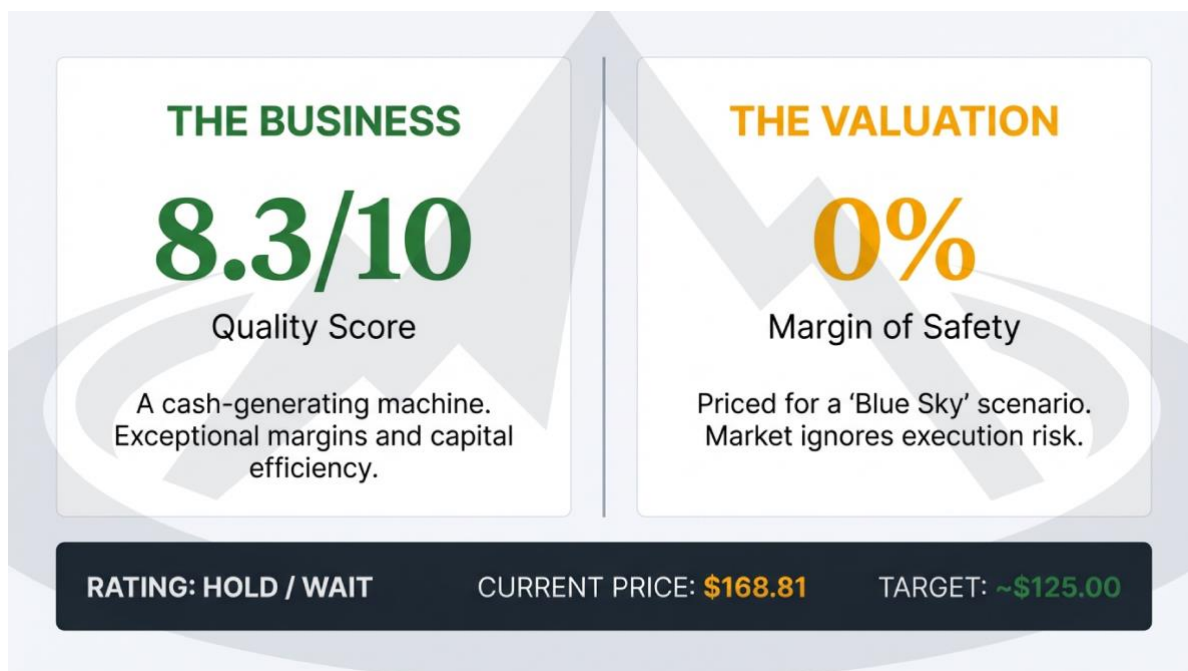 THE BUSINESS
8.3/10
Quality Score
A cash-generating machine.
Exceptional margins and capital
efficiency.
THE VALUATION
0%
Margin of Safety
Priced for a ‘Blue Sky’ scenario.
Market ignores execution risk.
RATING: HOLD / WAIT
CURRENT PRICE: $168.81
TARGET: ~$125.00